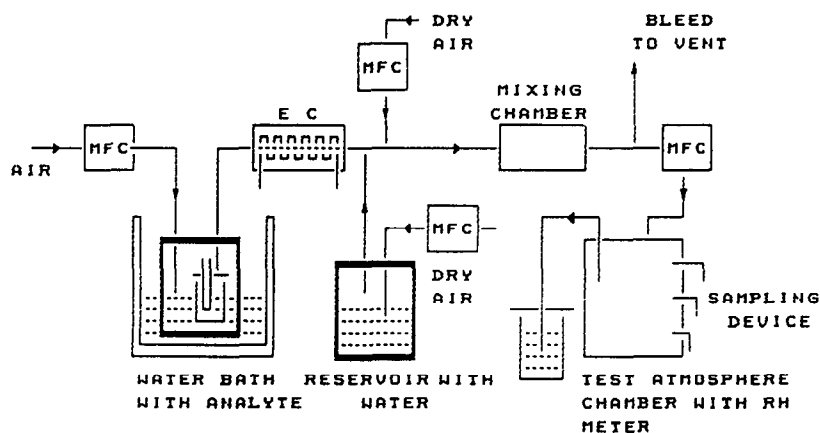 DRY
AIR
BLEED
TO VENT
MFC
MIXING
CHAMBER
E C
MFC
MFC
AIR
MFC
DRY
AIR
SAMPLING
DEVICE
WATER BATH
WITH ANALYTE
RESERVOIR WITH
WATER
TEST ATMOSPHERE
CHAMBER WITH RH
METER